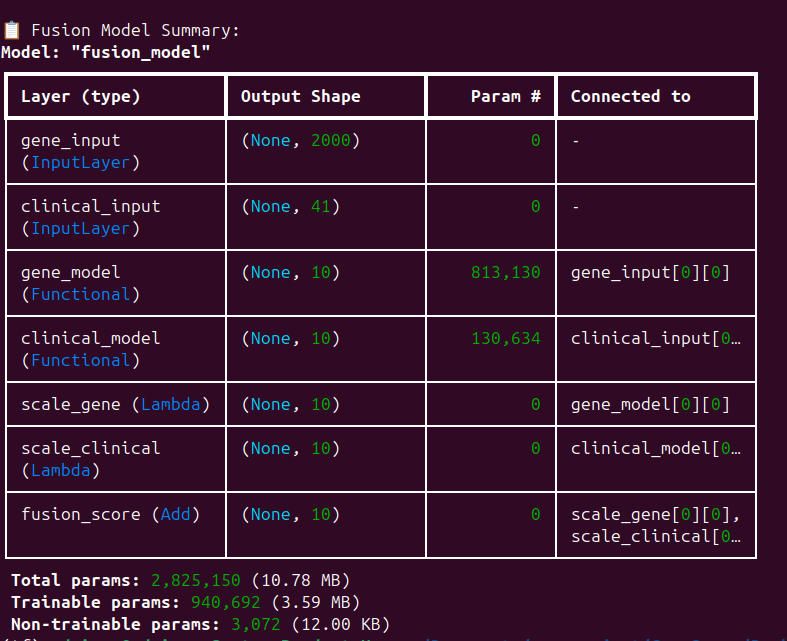 📋 Fusion Model Summary:
Model: "fusion_model"
Layer (type) Output Shape Param # Connected to
gene_input (None, 2000) 0 -
(InputLayer)
clinical_input (None, 41) 0 -
(InputLayer)
gene_model (None, 10) 813,130 gene_input[0][0]
(Functional)
clinical_model (None, 10) 130,634 clinical_input[0…
(Functional)
scale_gene (Lambda) (None, 10) 0 gene_model[0][0]
scale_clinical (None, 10) 0 clinical_model[0…
(Lambda)
fusion_score (Add) (None, 10) 0 scale_gene[0][0],
scale_clinical[0…
Total params: 2,825,150 (10.78 MB)
Trainable params: 940,692 (3.59 MB)
Non-trainable params: 3,072 (12.00 KB)